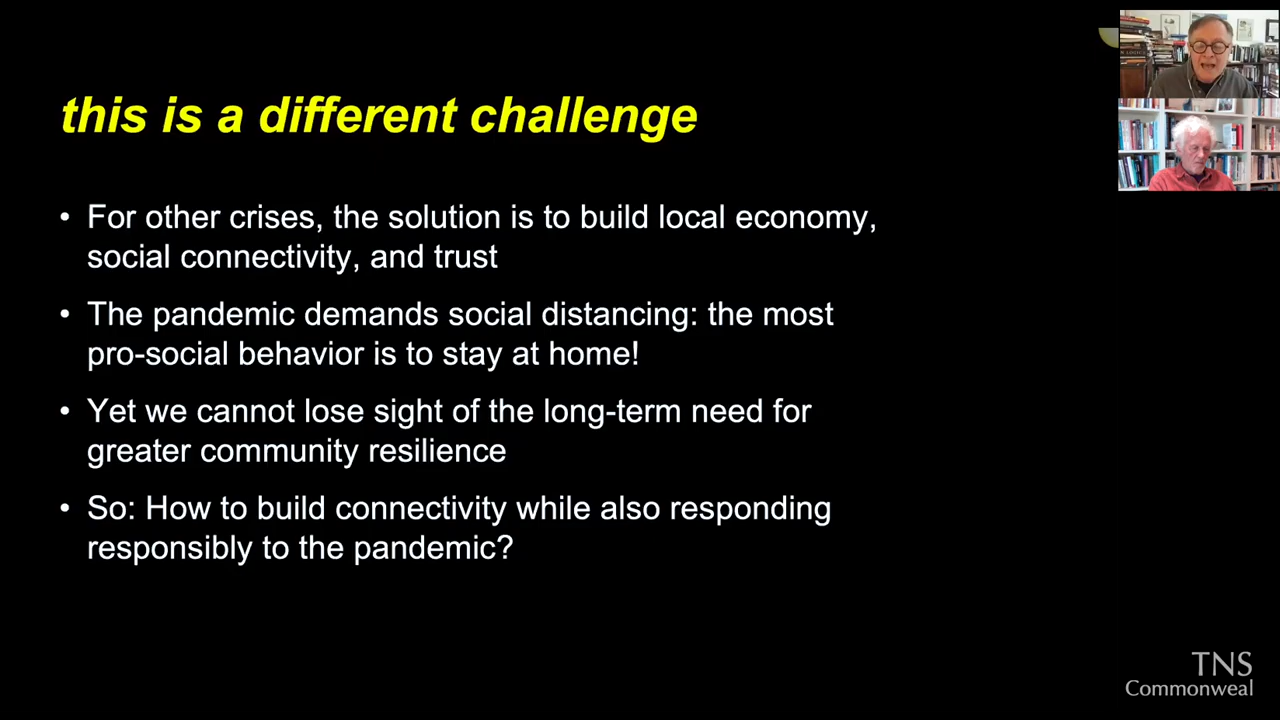 this is a different challenge
• For other crises, the solution is to build local economy,
social connectivity, and trust
• The pandemic demands social distancing: the most
pro-social behavior is to stay at home!
• Yet we cannot lose sight of the long-term need for
greater community resilience
• So: How to build connectivity while also responding
responsibly to the pandemic?
TNS
Commonweal